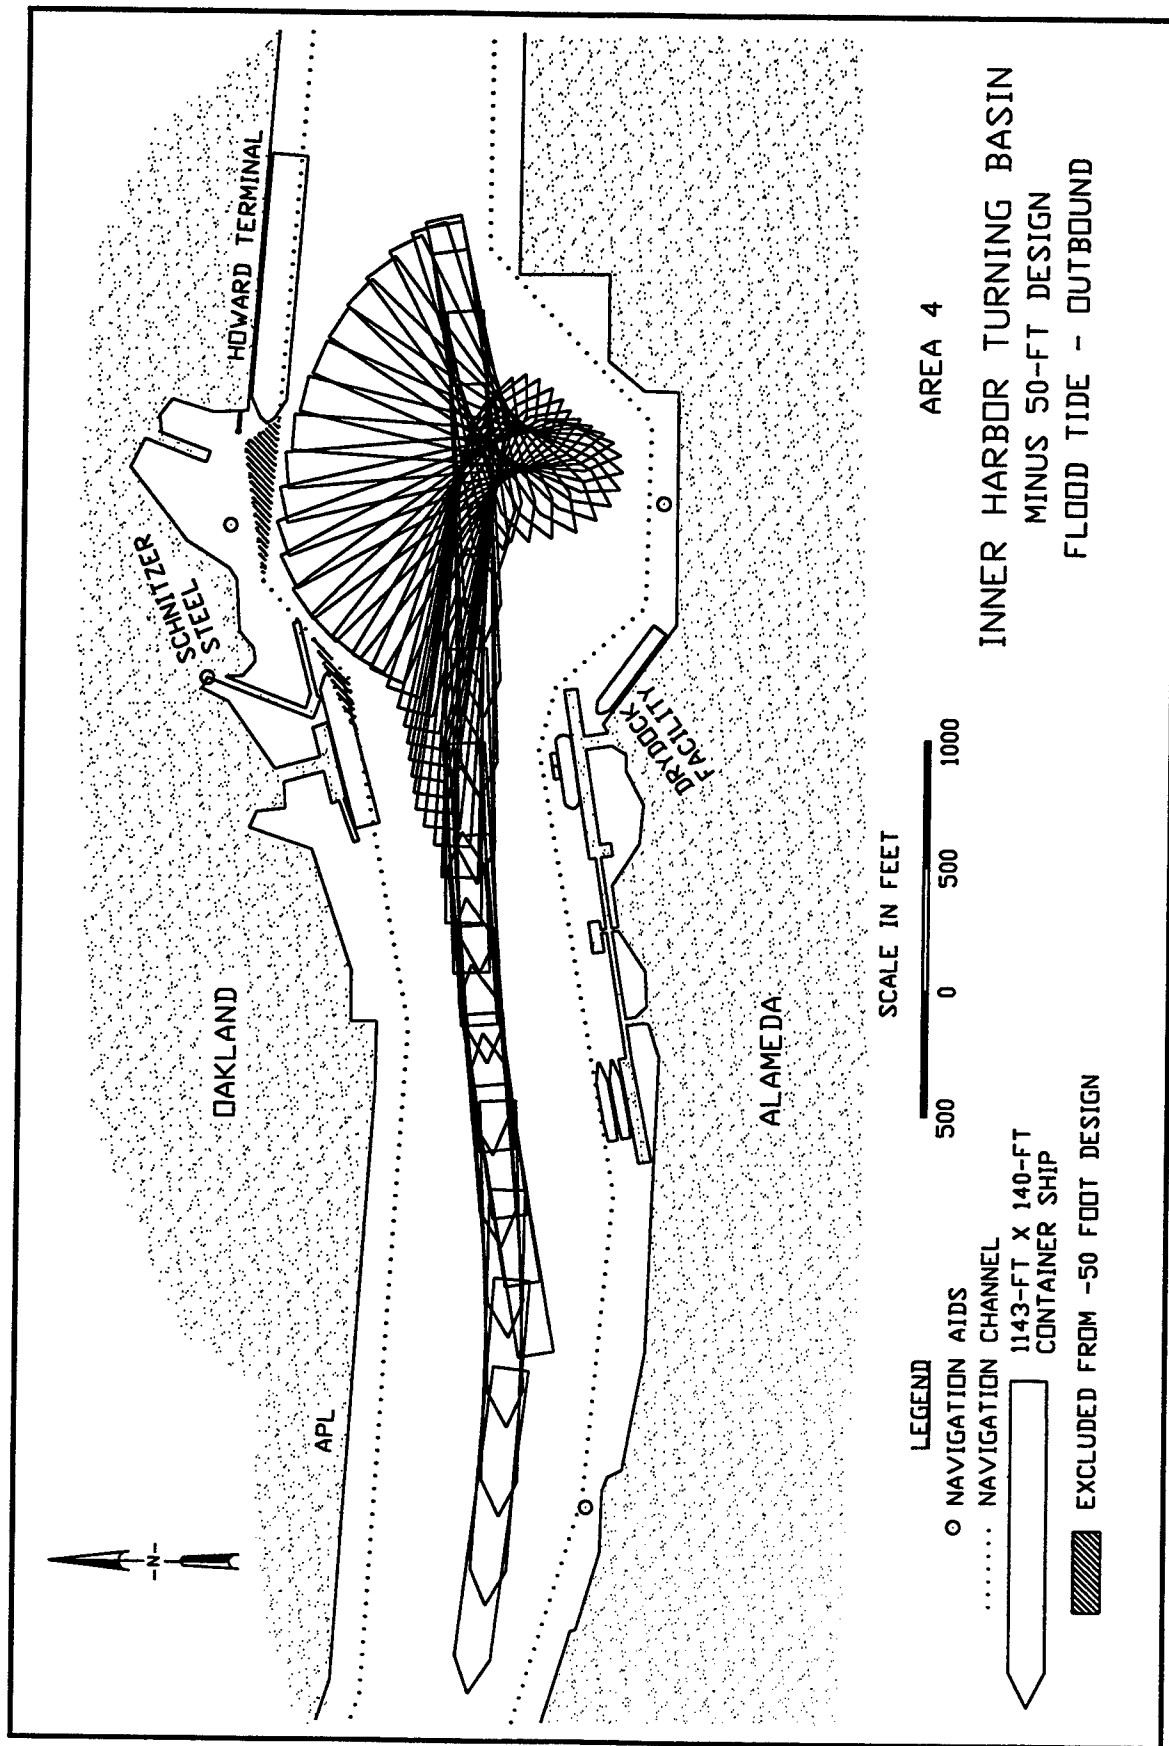 HOWARD TERMINAL
SCHNITZER
STEEL
OAKLAND
APL
-N-
DRYDOCK
FACILITY
ALAMEDA
SCALE IN FEET
500 0 500 1000
AREA 4
INNER HARBOR TURNING BASIN
MINUS 50-FT DESIGN
FLOOD TIDE - OUTBOUND
LEGEND
NAVIGATION AIDS
NAVIGATION CHANNEL
1143-FT X 140-FT
CONTAINER SHIP
EXCLUDED FROM -50 FOOT DESIGN